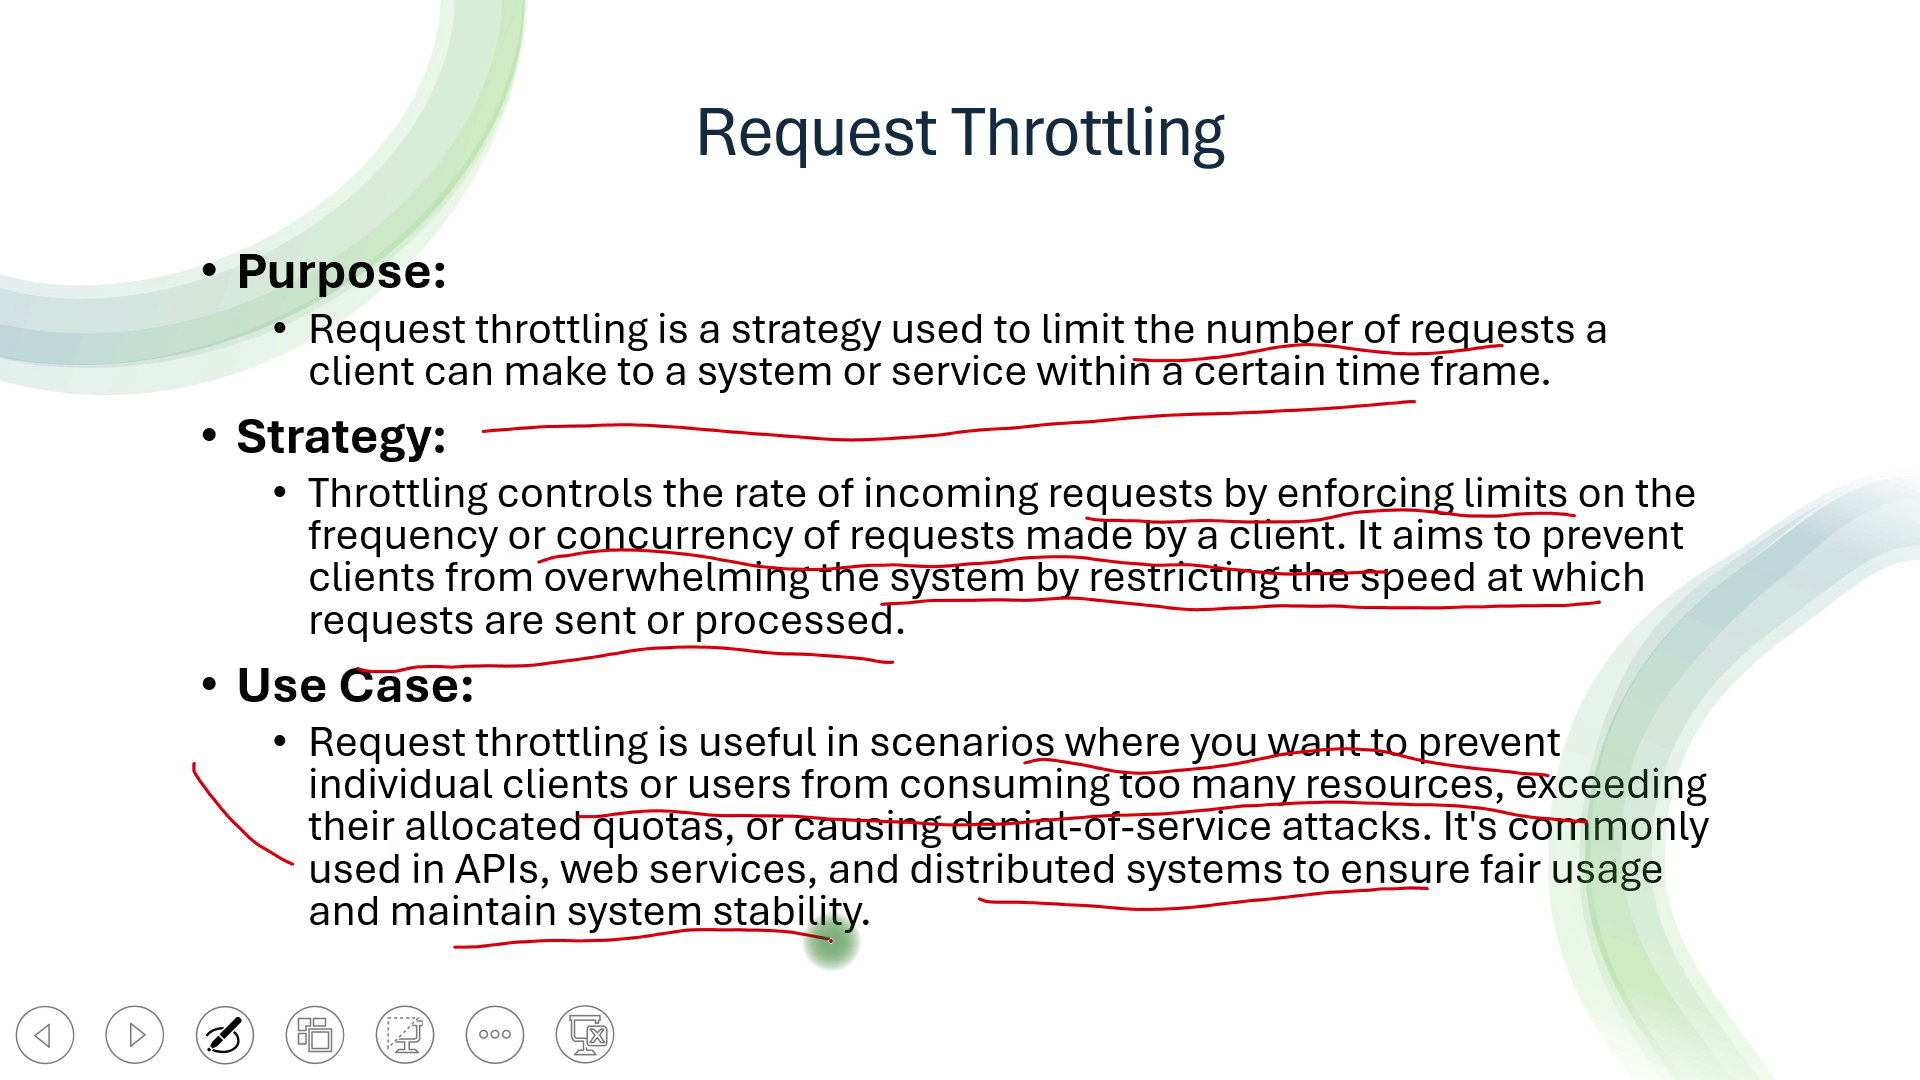 Request Throttling
• Purpose:
• Request throttling is a strategy used to limit the number of requests a
client can make to a system or service within a certain time frame.
• Strategy:
• Throttling controls the rate of incoming requests by enforcing limits on the
frequency or concurrency of requests made by a client. It aims to prevent
clients from overwhelming the system by restricting the speed at which
requests are sent or processed.
• Use Case:
• Request throttling is useful in scenarios where you want to prevent
individual clients or users from consuming too many resources, exceeding
their allocated quotas, or causing denial-of-service attacks. It's commonly
used in APIs, web services, and distributed systems to ensure fair usage
and maintain system stability.